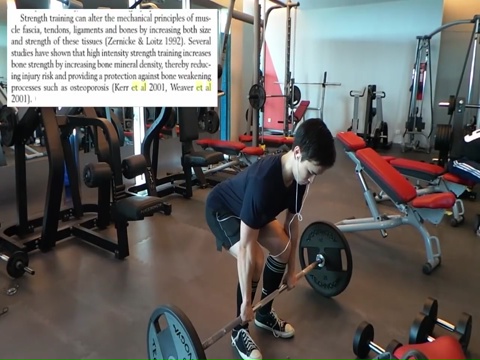 Strength training can alter the mechanical principles of mus-
cle fascia, tendons, ligaments and bones by increasing both size
and strength of these tissues [Zernicke & Loitz 1992]. Several
studies have shown that high intensity strength training increases
bone strength by increasing bone mineral density, thereby reduc-
ing injury risk and providing a protection against bone weakening
processes such as osteoporosis (Kerr et al 2001, Weaver et al
2001].